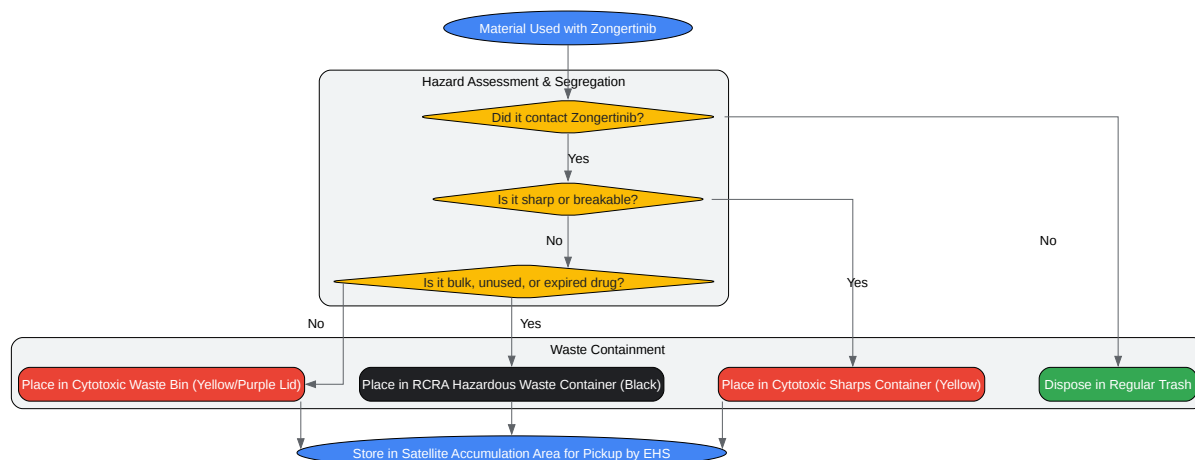 Material Used with Zongertinib
Hazard Assessment & Segregation
Did it contact Zongertinib?
Yes
Is it sharp or breakable?
No
No
Is it bulk, unused, or expired drug?
Yes
No
Yes
Waste Containment
Place in Cytotoxic Waste Bin (Yellow/Purple Lid)
Place in RCRA Hazardous Waste Container (Black)
Place in Cytotoxic Sharps Container (Yellow)
Dispose in Regular Trash
Store in Satellite Accumulation Area for Pickup by EHS